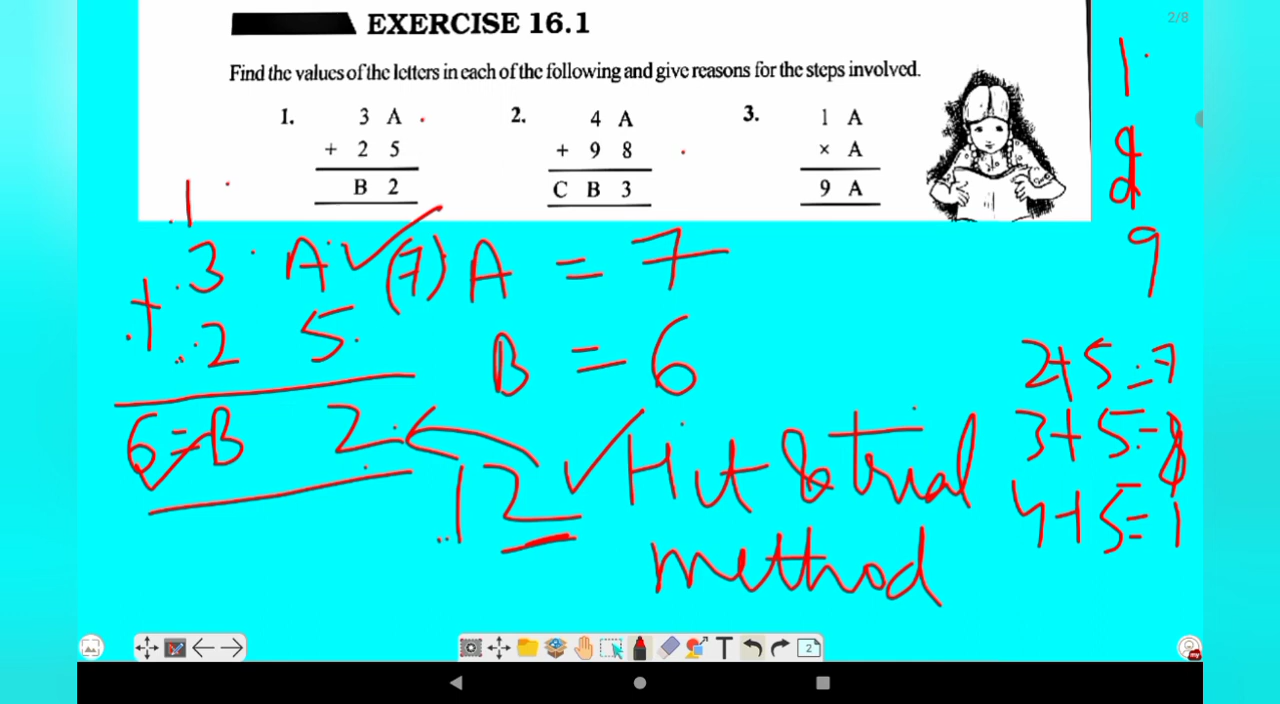 2/8
EXERCISE 16.1
Find the values of the letters in each of the following and give reasons for the steps involved.
1.
3 A
+ 2 5
B 2
2.
4 A
+ 9 8
C B 3
3.
1 A
× A
9 A
1
2
9
1
3 A (7)
+ 2 5
6 = B 2
12
A = 7
B = 6
Hit & trial
method
2+5=7
3+5=8
4+5=
T
2